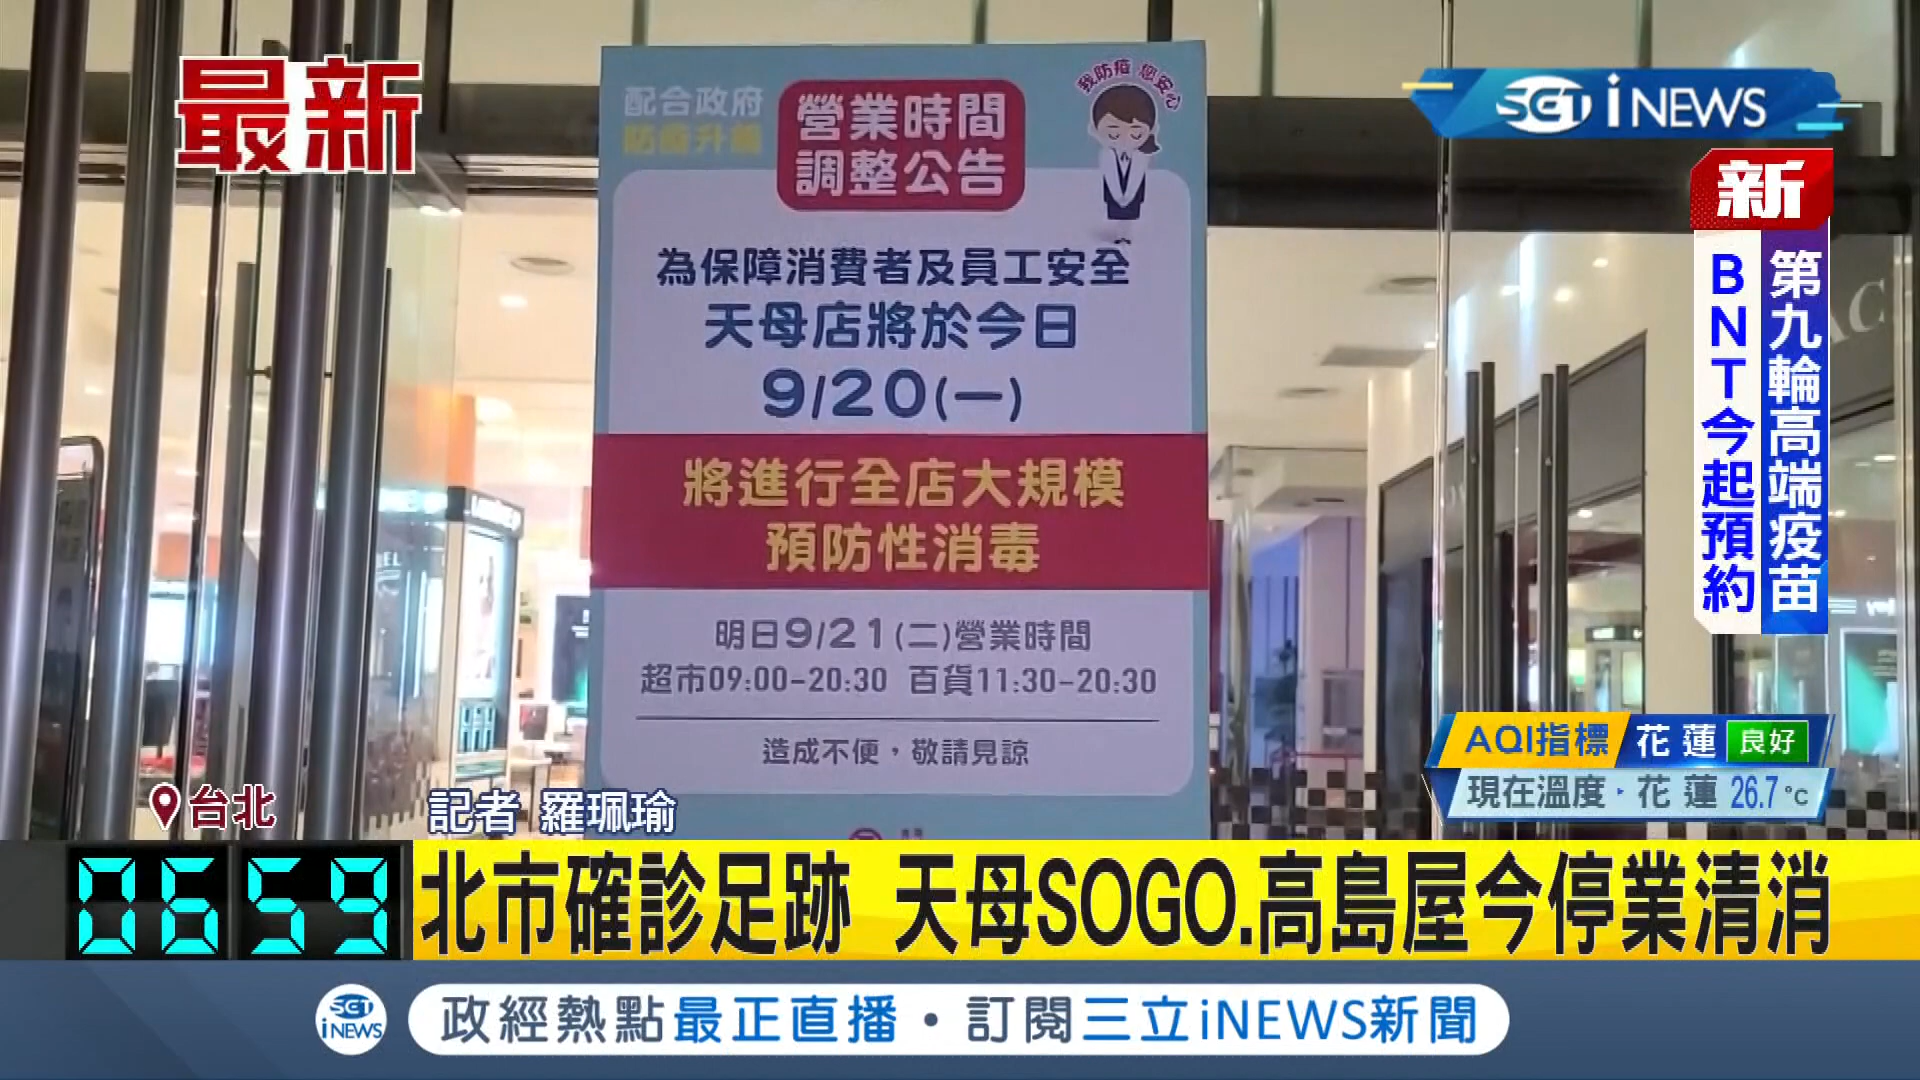 最新
SET iNEWS
新
第九輪高端疫苗
BNT今起預約
我防疫 您安心
配合政府
防疫升級
營業時間
調整公告
為保障消費者及員工安全
天母店將於今日
9/20(一)
將進行全店大規模
預防性消毒
明日9/21(二)營業時間
超市09:00-20:30 百貨11:30-20:30
造成不便，敬請見諒
AQI指標 花蓮 良好
現在溫度 花蓮 26.7°C
台北
記者 羅珮瑜
06 59
北市確診足跡 天母SOGO.高島屋今停業清消
SET iNEWS
政經熱點最正直播・訂閱三立iNEWS新聞